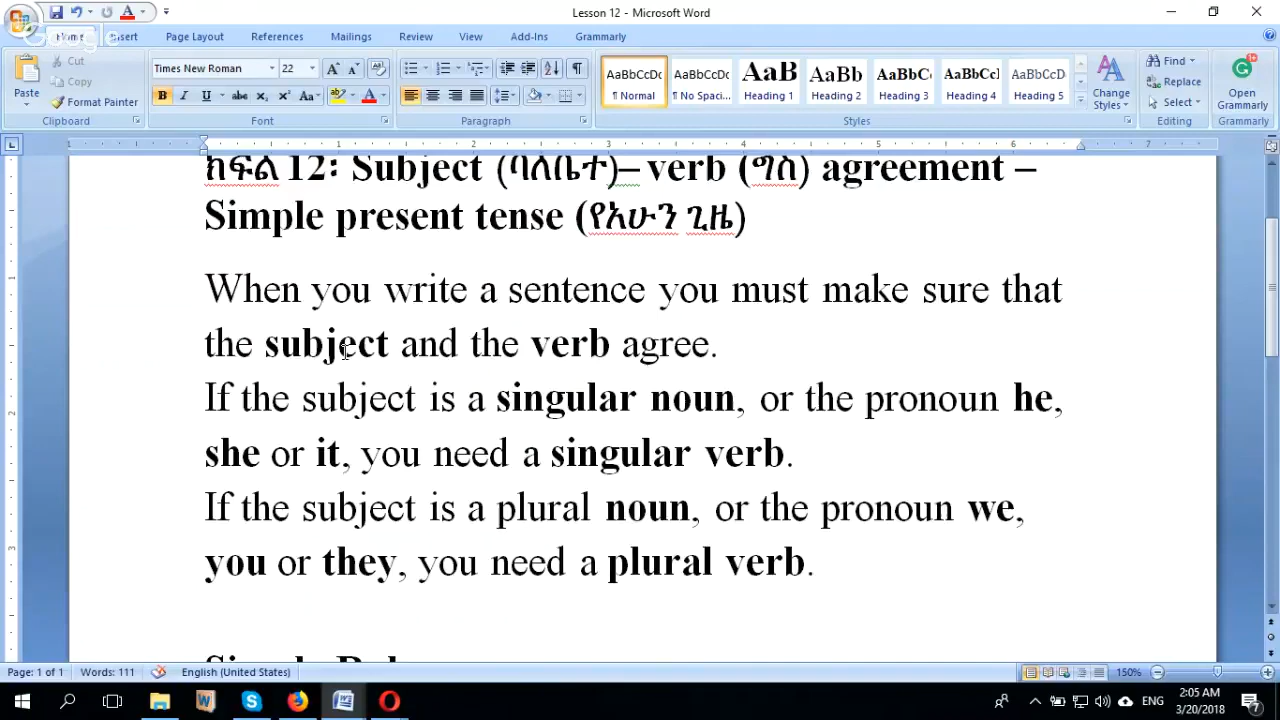 Lesson 12 - Microsoft Word
Home Insert Page Layout References Mailings Review View Add-Ins Grammarly
Paste
Cut
Copy
Format Painter
Clipboard
Times New Roman 22
Font
Paragraph
AaBbCcDc AaBbCcDc AaB AaBb AaBbC AaBbCcI AaBbCcD
¶ Normal ¶ No Spaci... Heading 1 Heading 2 Heading 3 Heading 4 Heading 5
Styles
Change Styles
Find
Replace
Select
Editing
Open Grammarly
Grammarly
ክፍል 12፡ Subject (ባለቤተ)– verb (ግስ) agreement –
Simple present tense (የአሁን ጊዜ)
When you write a sentence you must make sure that
the subject and the verb agree.
If the subject is a singular noun, or the pronoun he,
she or it, you need a singular verb.
If the subject is a plural noun, or the pronoun we,
you or they, you need a plural verb.
Page: 1 of 1 Words: 111 English (United States) 150%
ENG
2:05 AM
3/20/2018
7